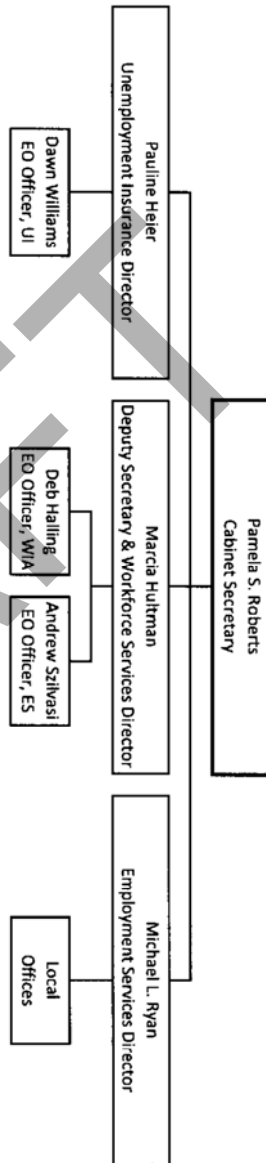 Pamela S. Roberts
Cabinet Secretary
Pauline Heier
Unemployment Insurance Director
Marcia Hultman
Deputy Secretary & Workforce Services Director
Michael L. Ryan
Employment Services Director
Dawn Williams
EO Officer, UI
Deb Halling
EO Officer, WIA
Andrew Szilvasi
EO Officer, ES
Local
Offices